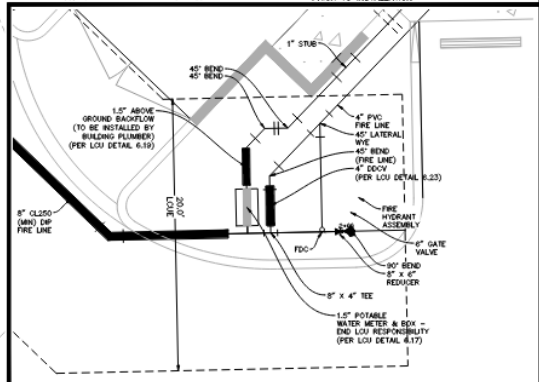 1" STUB
45° BEND
45° BEND
1.5" ABOVE
GROUND BACKFLOW
(TO BE INSTALLED BY
BUILDING PLUMBER)
(PER LCU DETAIL 6.19)
4" PVC
FIRE LINE
45° LATERAL
WYE
45° BEND
(FIRE LINE)
4" DDCV
(PER LCU DETAIL 6.23)
20.0'
LCUE
8" CL250
(MIN) DIP
FIRE LINE
FIRE
HYDRANT
ASSEMBLY
6" GATE
VALVE
FDC
90° BEND
8" X 6"
REDUCER
8" X 4" TEE
1.5" POTABLE
WATER METER & BOX –
END LCU RESPONSIBILITY
(PER LCU DETAIL 6.17)